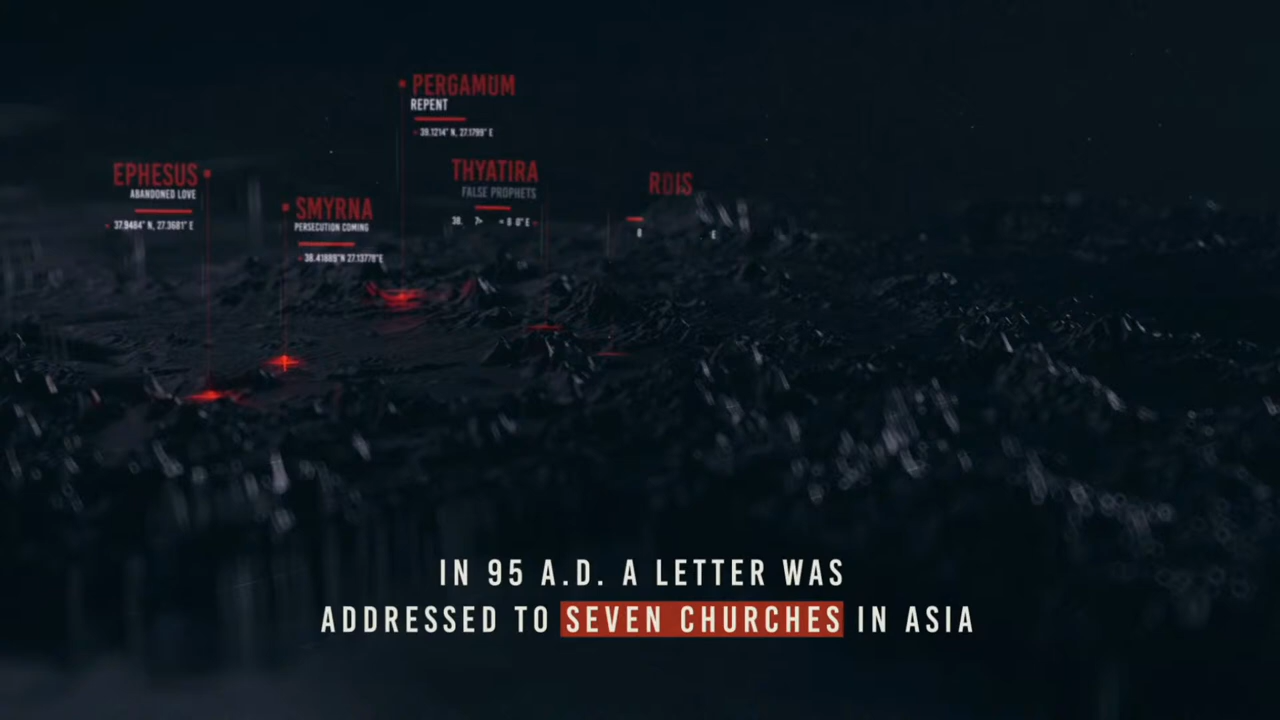 PERGAMUM
REPENT
39.1214° N, 27.1799° E
EPHESUS
ABANDONED LOVE
37.9484° N, 27.3681° E
SMYRNA
PERSECUTION COMING
38.41889°N 27.13778°E
THYATIRA
FALSE PROPHETS
RDIS
IN 95 A.D. A LETTER WAS
ADDRESSED TO SEVEN CHURCHES IN ASIA